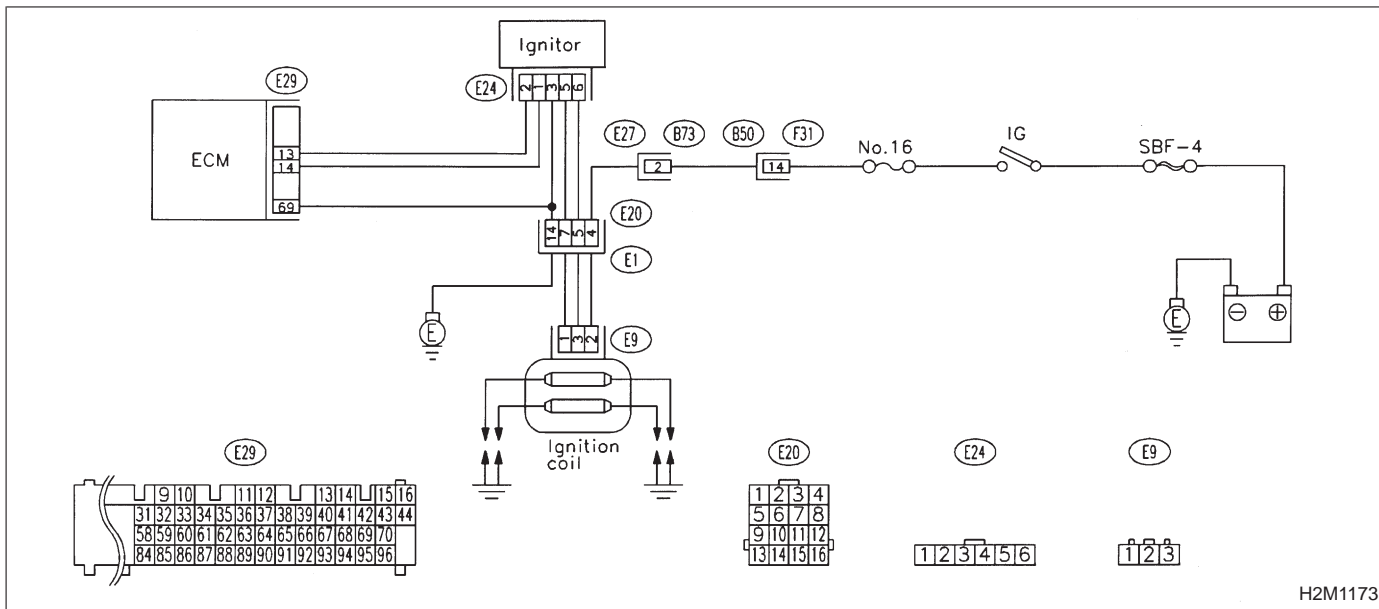 Ignitor
E29
E24
2 1 3 5 6
ECM
13
14
69
E27 B73 B50 F31
2
14
No.16
IG
SBF-4
E20
14 7 5 4
E1
E
E
⊖ ⊕
E9
1 3 2
Ignition
coil
E29
9 10 11 12 13 14 15 16
31 32 33 34 35 36 37 38 39 40 41 42 43 44
58 59 60 61 62 63 64 65 66 67 68 69 70
84 85 86 87 88 89 90 91 92 93 94 95 96
E20
1 2 3 4
5 6 7 8
9 10 11 12
13 14 15 16
E24
1 2 3 4 5 6
E9
1 2 3
H2M1173